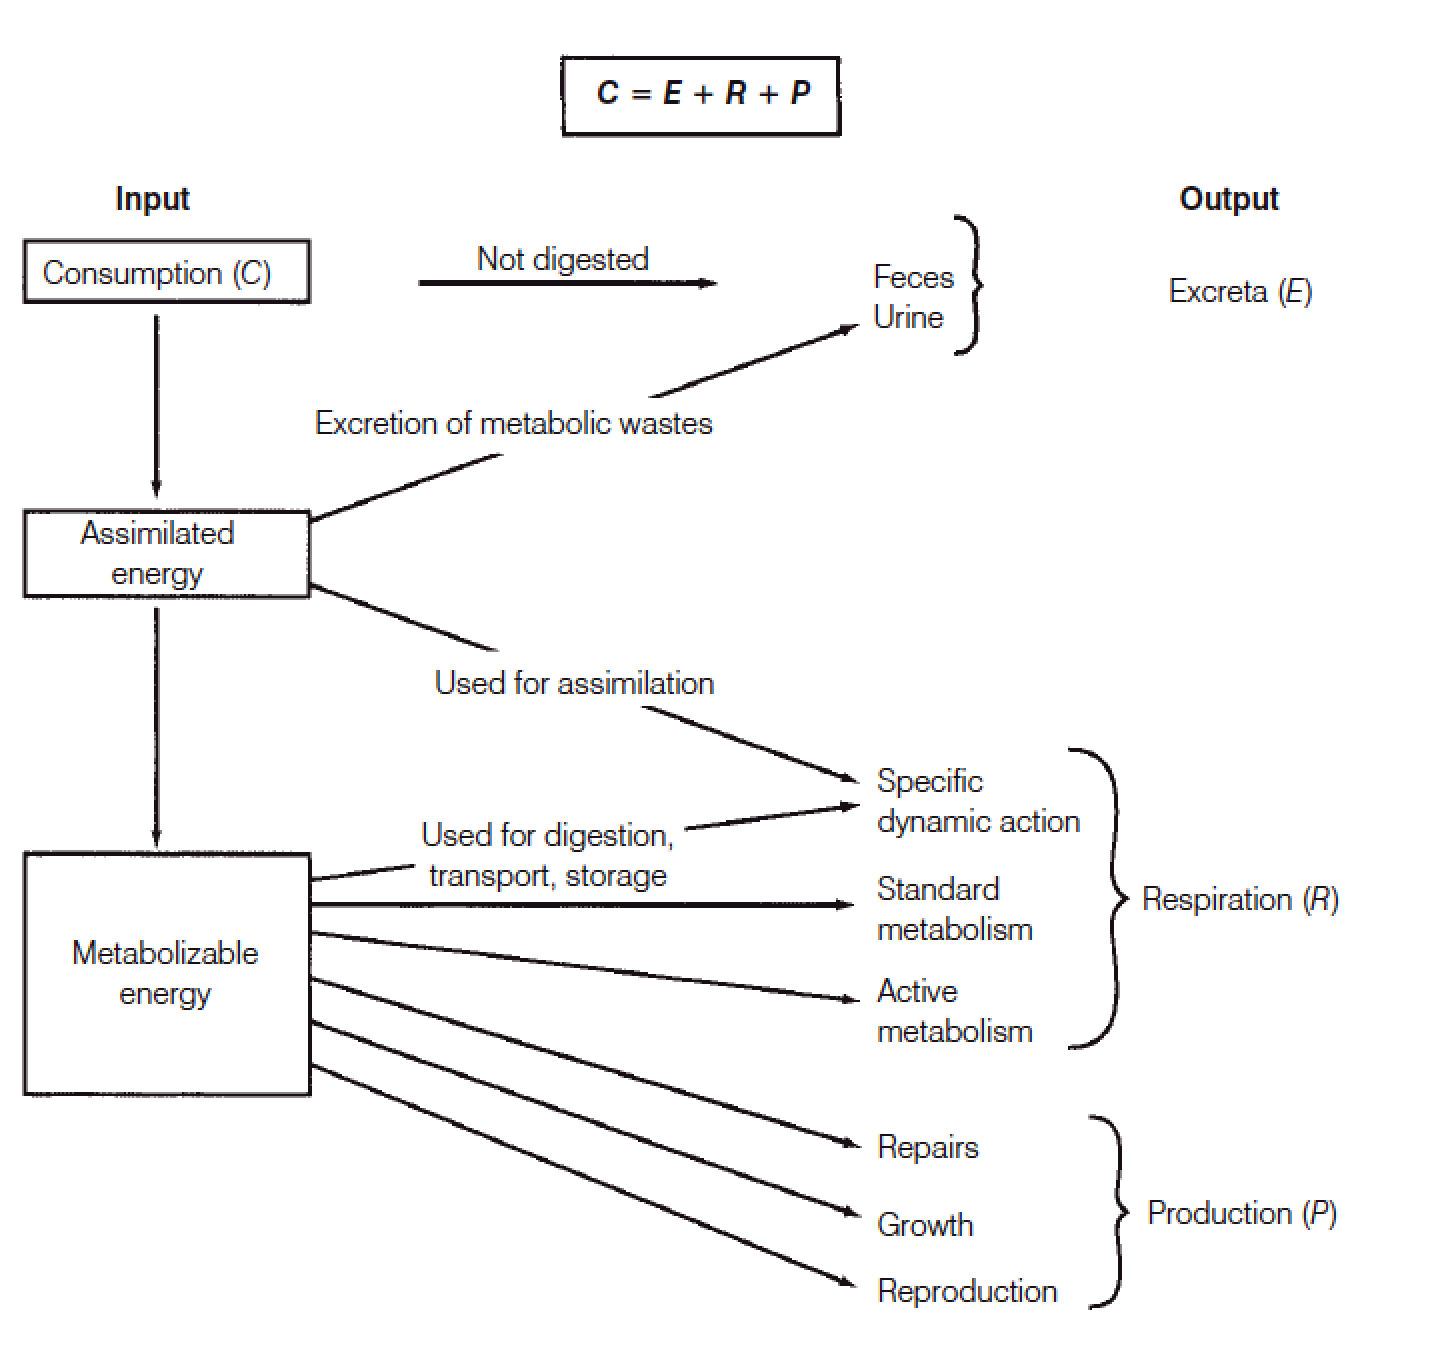 C = E + R + P
Input
Output
Consumption (C)
Not digested
Feces
Urine
Excreta (E)
Excretion of metabolic wastes
Assimilated
energy
Used for assimilation
Specific
dynamic action
Used for digestion,
transport, storage
Standard
metabolism
Respiration (R)
Metabolizable
energy
Active
metabolism
Repairs
Growth
Production (P)
Reproduction